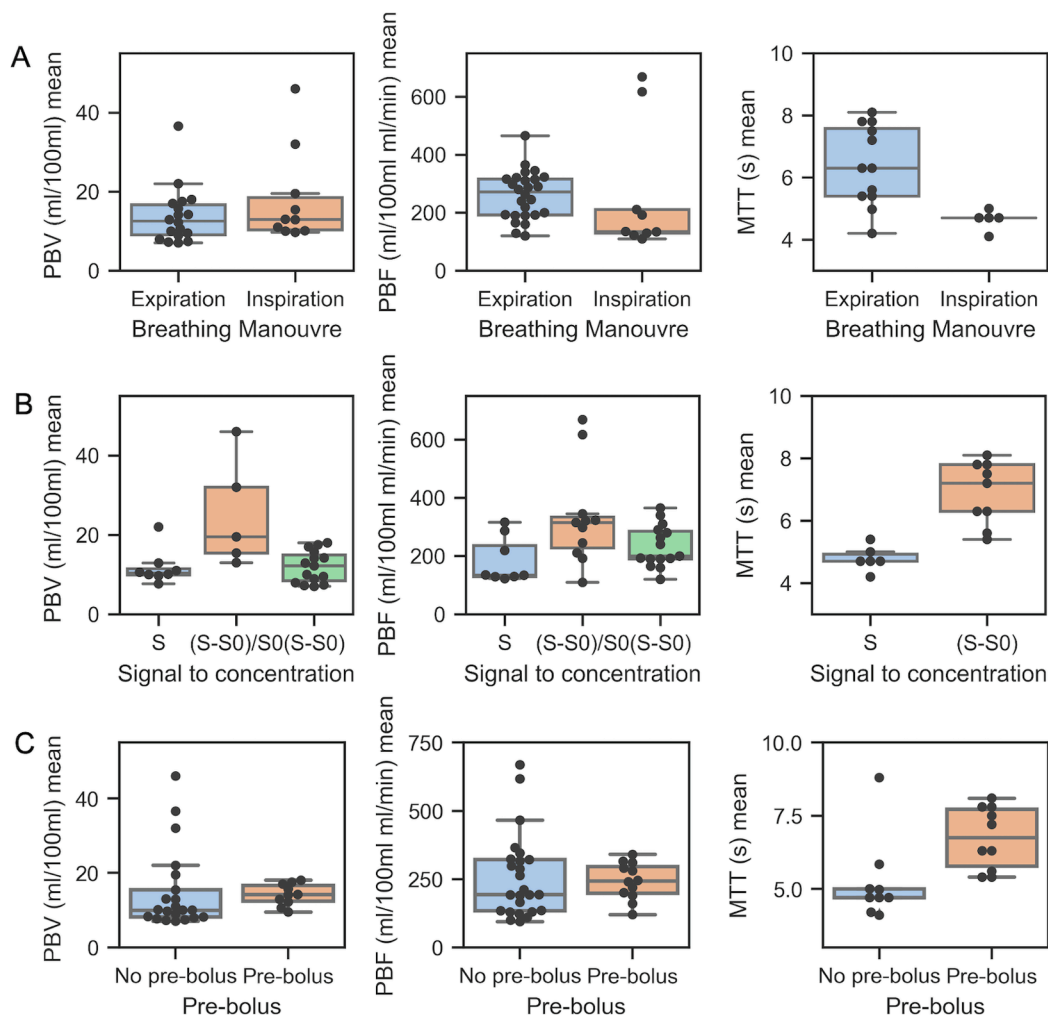 A
PBV (ml/100ml) mean
40
20
0
Expiration Inspiration
Breathing Manouvre
PBF (ml/100ml ml/min) mean
600
400
200
0
Expiration Inspiration
Breathing Manouvre
MTT (s) mean
10
8
6
4
Expiration Inspiration
Breathing Manouvre
B
PBV (ml/100ml) mean
40
20
0
S (S-S0)/S0 (S-S0)
Signal to concentration
PBF (ml/100ml ml/min) mean
600
400
200
0
S (S-S0)/S0 (S-S0)
Signal to concentration
MTT (s) mean
10
8
6
4
S (S-S0)
Signal to concentration
C
PBV (ml/100ml) mean
40
20
0
No pre-bolus Pre-bolus
Pre-bolus
PBF (ml/100ml ml/min) mean
750
500
250
0
No pre-bolus Pre-bolus
Pre-bolus
MTT (s) mean
10.0
7.5
5.0
No pre-bolus Pre-bolus
Pre-bolus